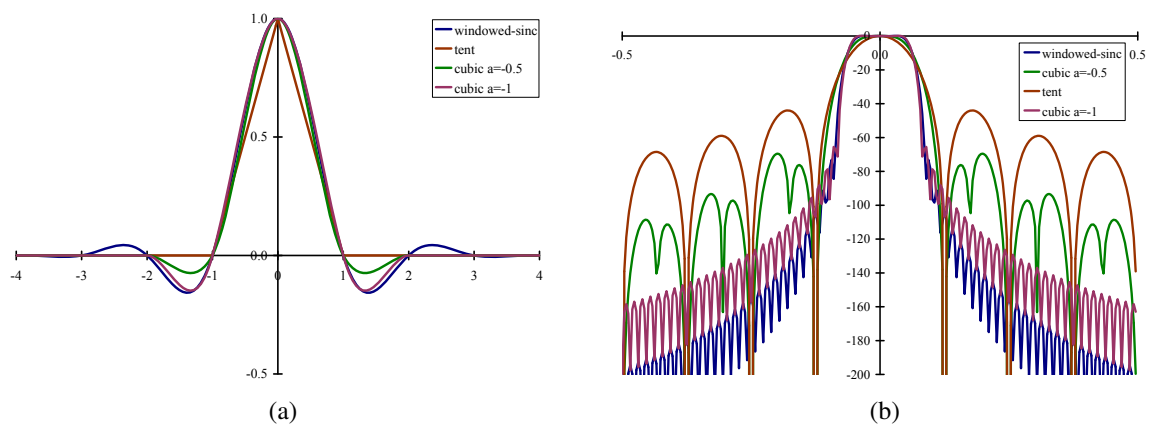 1.0
windowed-sinc
tent
cubic a=-0.5
cubic a=-1
0.5
0.0
-4 -3 -2 -1 0 1 2 3 4
-0.5
(a)
0
-0.5 0.0 0.5
-20
-40
-60
-80
-100
-120
-140
-160
-180
-200
windowed-sinc
cubic a=-0.5
tent
cubic a=-1
(b)